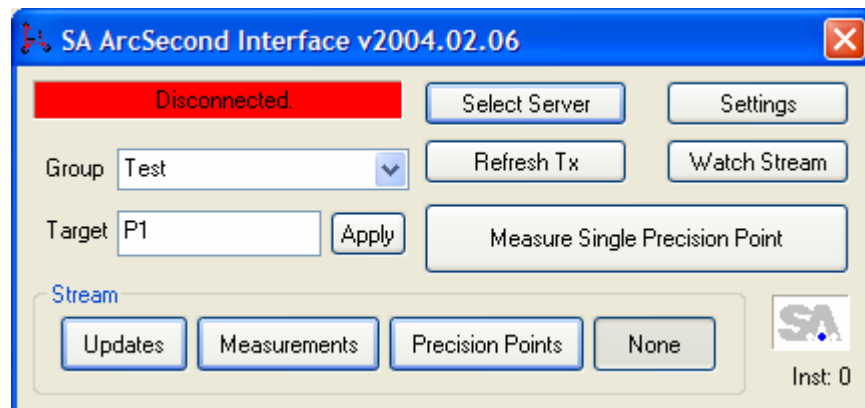 SA ArcSecond Interface v2004.02.06
Disconnected.
Select Server
Settings
Group
Test
Refresh Tx
Watch Stream
Target
P1
Apply
Measure Single Precision Point
Stream
Updates
Measurements
Precision Points
None
SA
Inst: 0